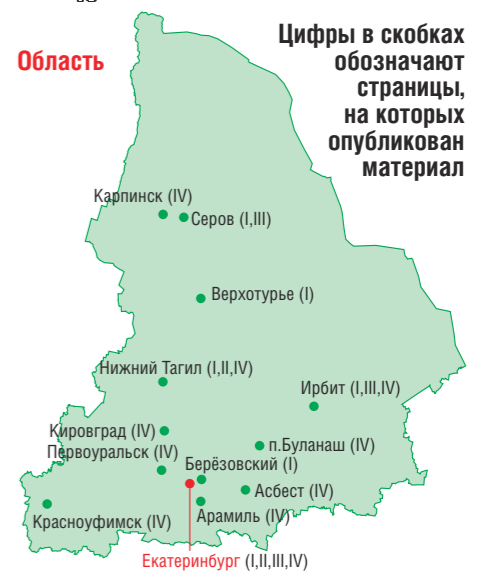 Область
Цифры в скобках
обозначают
страницы,
на которых
опубликован
материал
Карпинск (IV)
Серов (I,III)
Верхотурье (I)
Нижний Тагил (I,II,IV)
Ирбит (I,III,IV)
Кировград (IV)
п.Буланаш (IV)
Первоуральск (IV)
Берёзовский (I)
Асбест (IV)
Арамиль (IV)
Красноуфимск (IV)
Екатеринбург (I,II,III,IV)